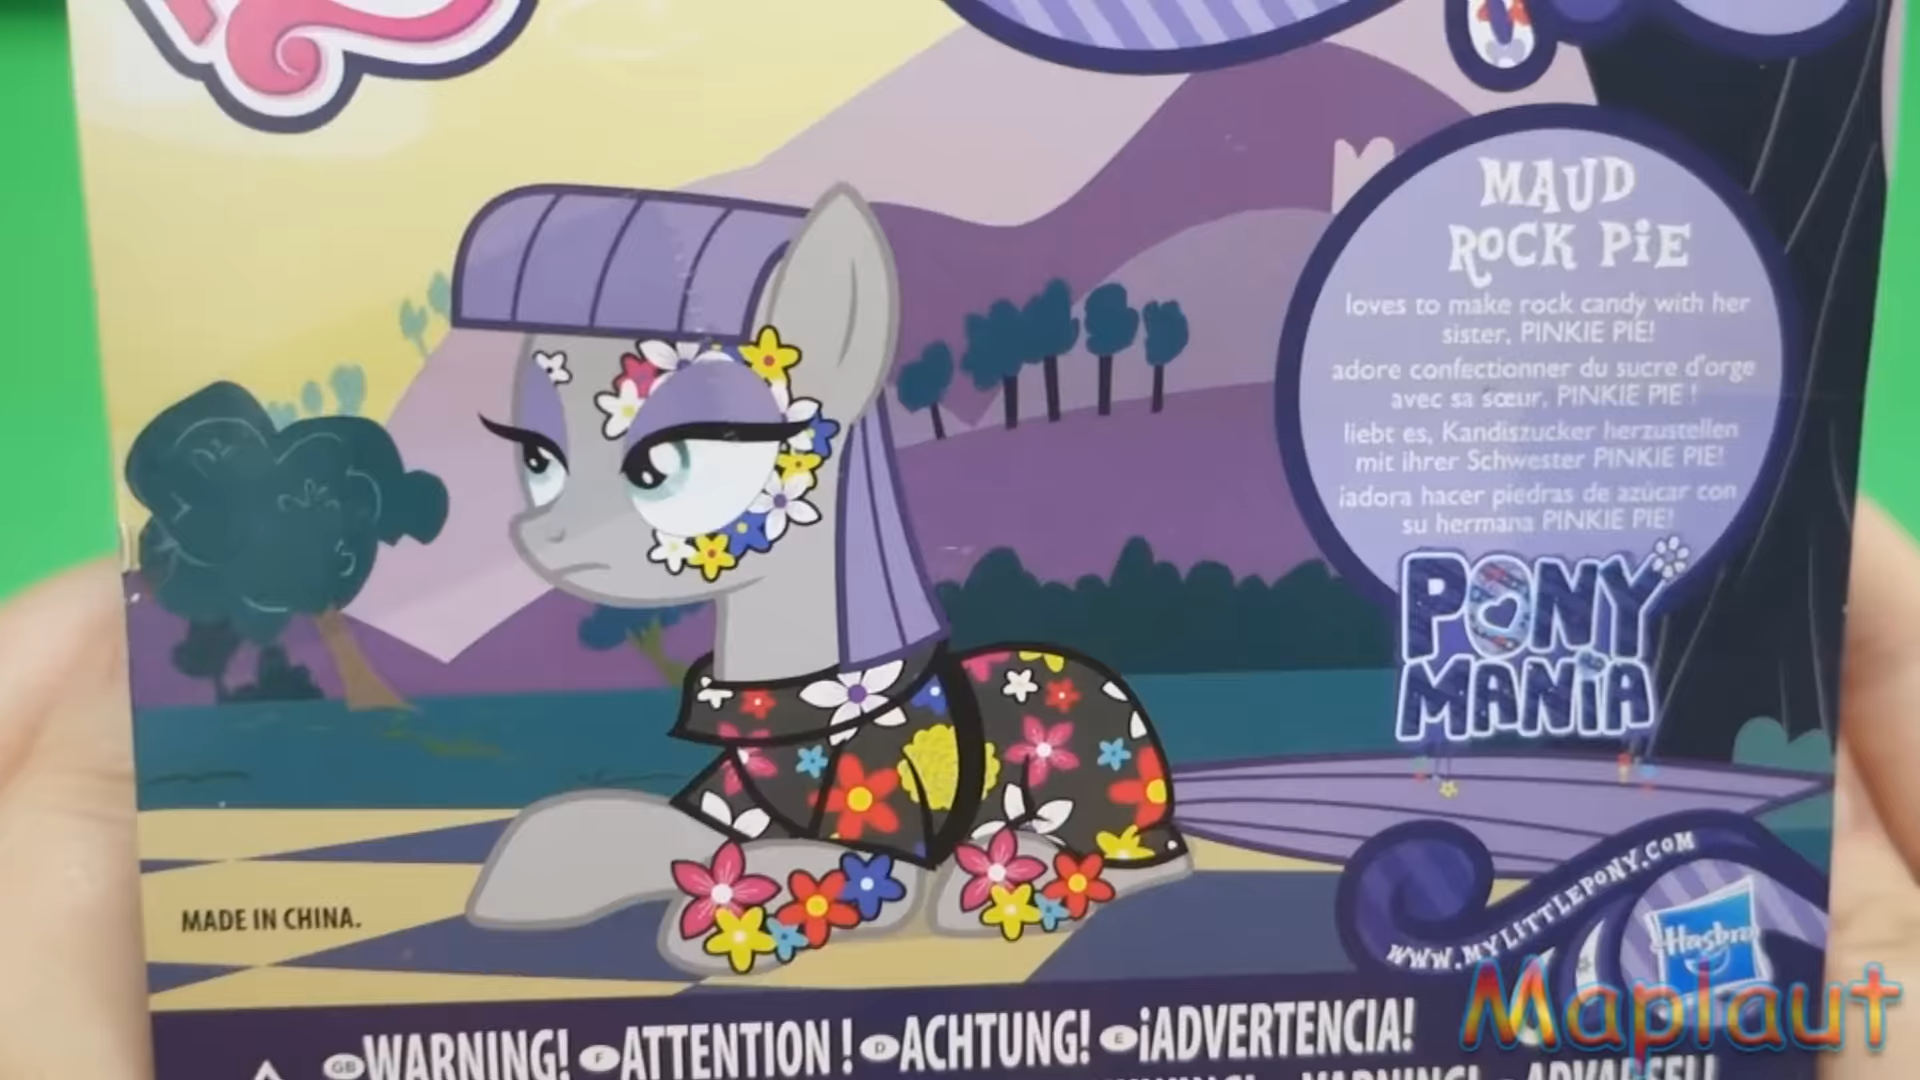 MAUD
ROCK PiE
loves to make rock candy with her
sister, PINKIE PIE!
adore confectionner du sucre d'orge
avec sa sœur, PINKIE PIE !
liebt es, Kandiszucker herzustellen
mit ihrer Schwester PINKIE PIE!
¡adora hacer piedras de azúcar con
su hermana PINKIE PIE!
PONY
MANiA
MADE IN CHINA.
WWW.MYLITTLEPONY.COM
Hasbro
Maplaut
GB WARNING! F ATTENTION ! D ACHTUNG! E ¡ADVERTENCIA!